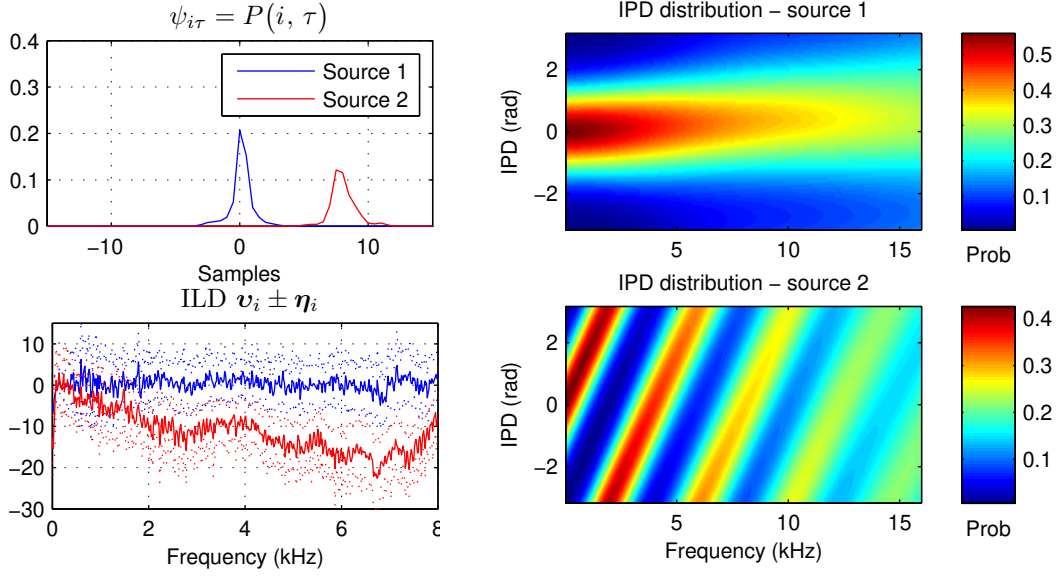 ψ_{iτ} = P(i, τ)
0.4
0.3
0.2
0.1
0
Source 1
Source 2
−10 0 10
Samples
ILD υ_i ± η_i
10
0
−10
−20
−30
0 2 4 6 8
Frequency (kHz)
IPD distribution − source 1
IPD (rad)
2
0
−2
5 10 15
0.5
0.4
0.3
0.2
0.1
Prob
IPD distribution − source 2
IPD (rad)
2
0
−2
5 10 15
Frequency (kHz)
0.4
0.3
0.2
0.1
Prob